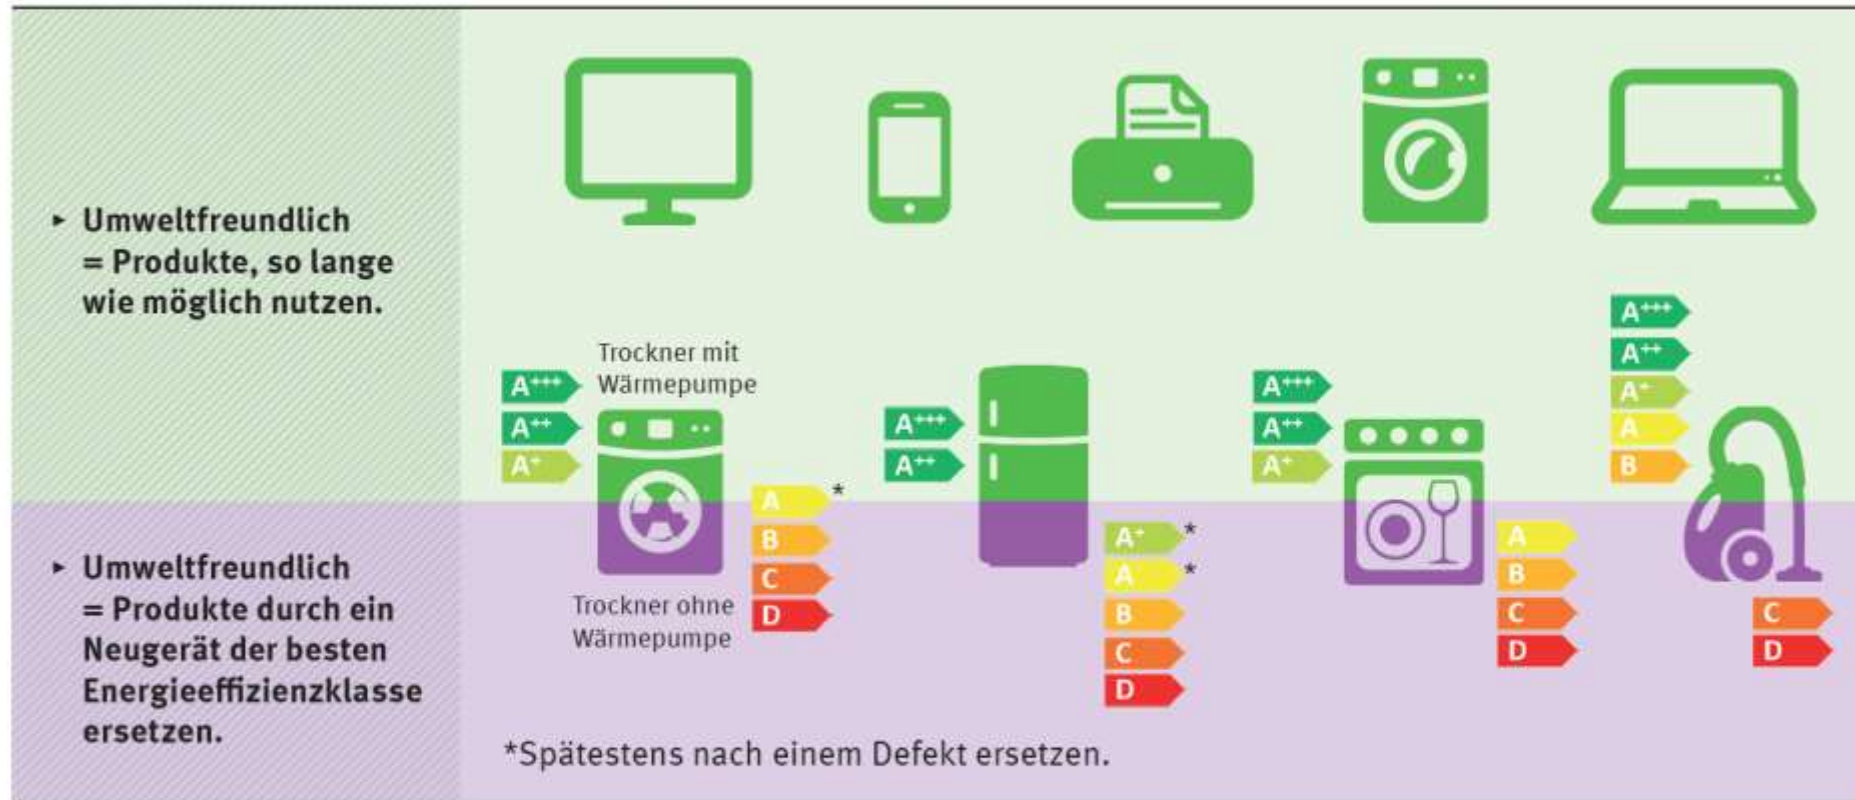 ▸ Umweltfreundlich
= Produkte, so lange
wie möglich nutzen.
Trockner mit
Wärmepumpe
A+++
A++
A+
A+++
A++
A+++
A++
A+
A+++
A++
A+
A
B
▸ Umweltfreundlich
= Produkte durch ein
Neugerät der besten
Energieeffizienzklasse
ersetzen.
A*
B
C
D
Trockner ohne
Wärmepumpe
A+*
A*
B
C
D
A
B
C
D
C
D
*Spätestens nach einem Defekt ersetzen.